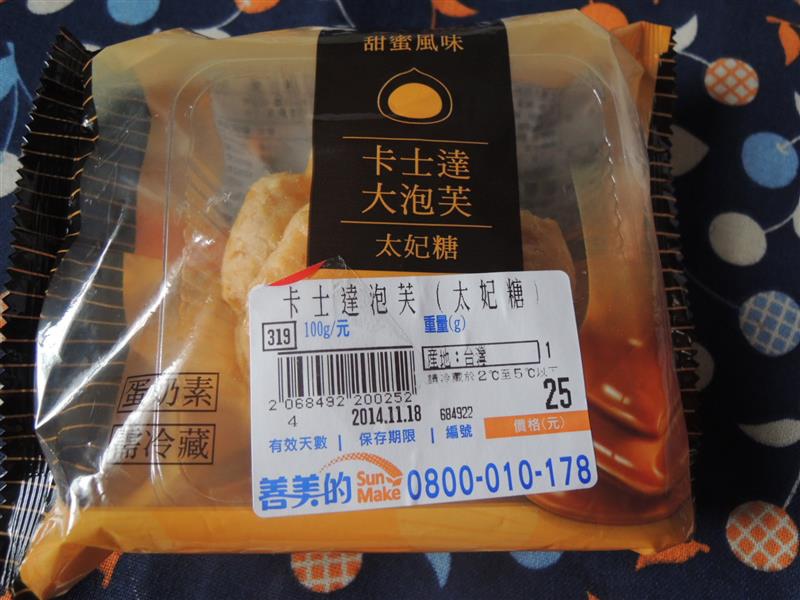 甜蜜風味
卡士達
大泡芙
太妃糖
卡士達泡芙(太妃糖)
319 100g/元 重量(g)
產地:台灣 1
請冷藏於2℃至5℃以下
2 068492 200252
4
2014.11.18 684922 25
有效天數 | 保存期限 | 編號 價格(元)
善美的 Sun Make 0800-010-178
蛋奶素
需冷藏